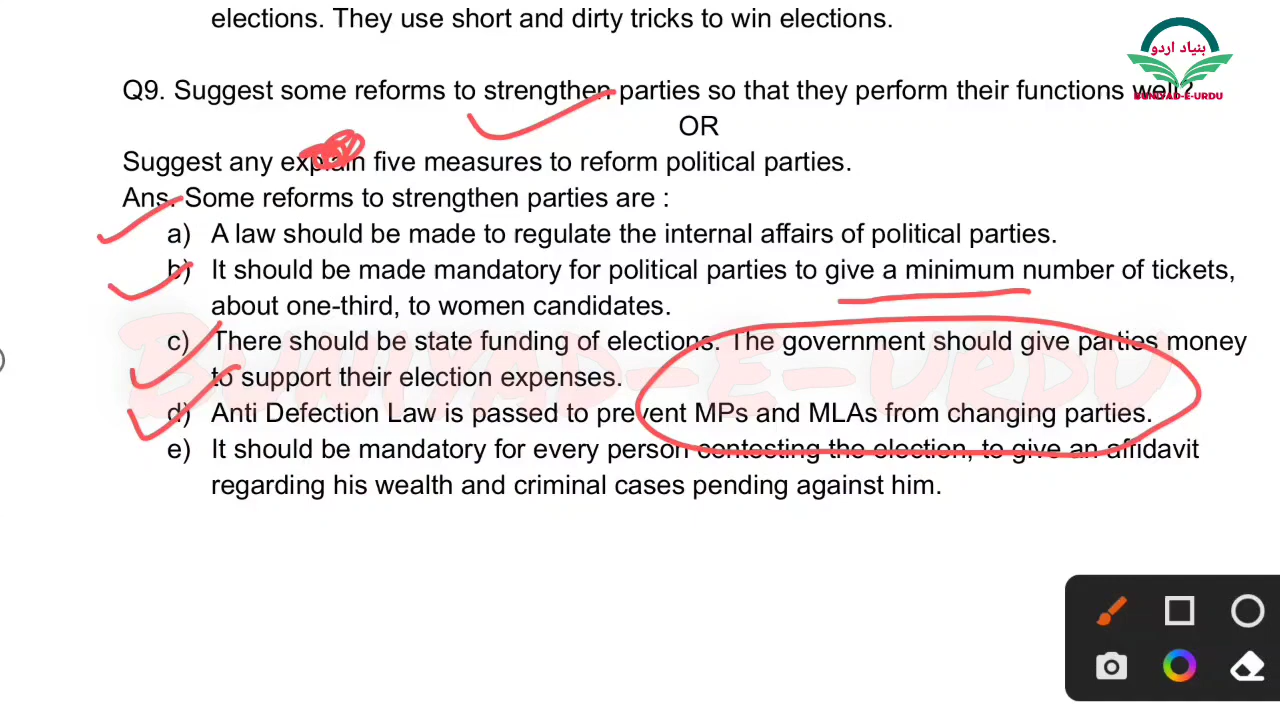 elections. They use short and dirty tricks to win elections.
بنیاد اردو
BUNIYAD-E-URDU
Q9. Suggest some reforms to strengthen parties so that they perform their functions well?
OR
Suggest any explain five measures to reform political parties.
Ans. Some reforms to strengthen parties are :
a) A law should be made to regulate the internal affairs of political parties.
b) It should be made mandatory for political parties to give a minimum number of tickets,
about one-third, to women candidates.
c) There should be state funding of elections. The government should give parties money
to support their election expenses.
d) Anti Defection Law is passed to prevent MPs and MLAs from changing parties.
e) It should be mandatory for every person contesting the election, to give an affidavit
regarding his wealth and criminal cases pending against him.
BUNIYAD-E-URDU